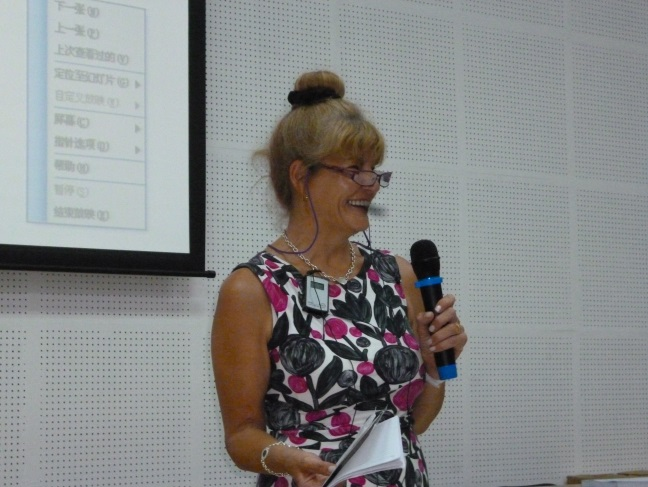 下一张(N)
上一张(P)
上次查看过的(V)
定位至幻灯片(G)
自定义放映(W)
屏幕(C)
指针选项(O)
帮助(H)
暂停(S)
结束放映(E)